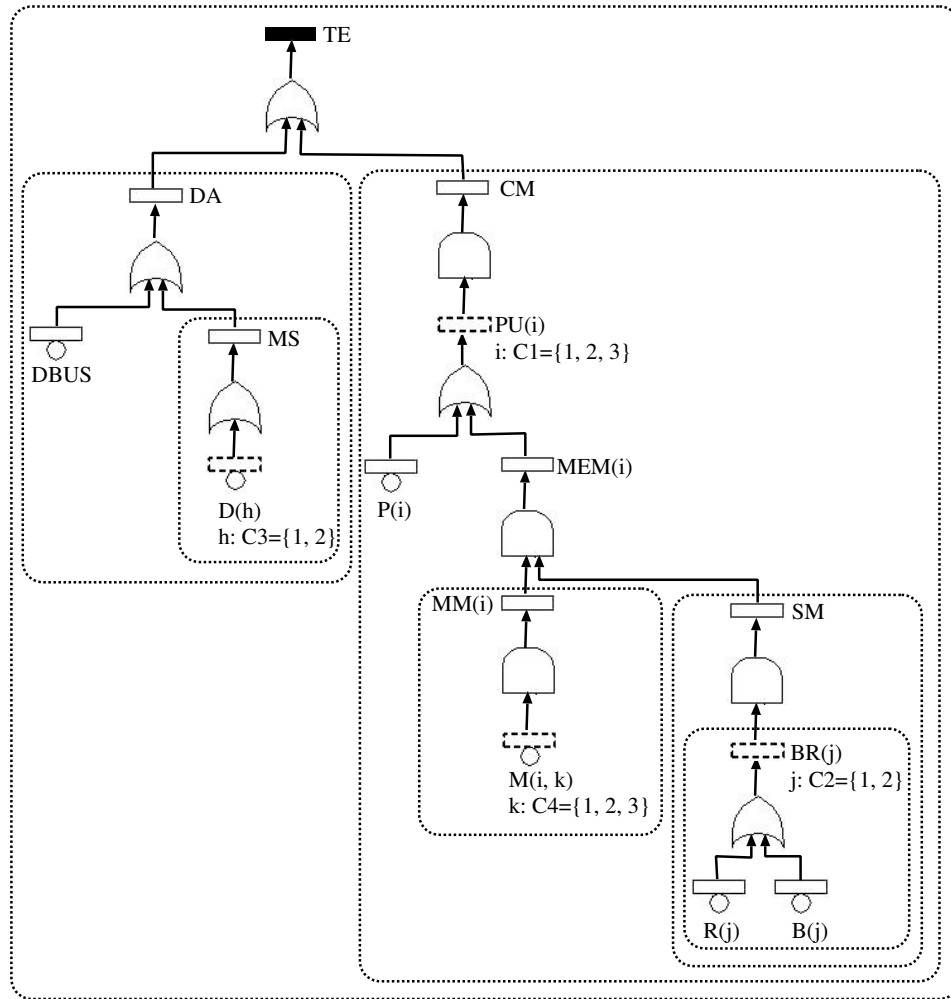 TE
DA
CM
DBUS
MS
PU(i)
i: C1={1, 2, 3}
D(h)
h: C3={1, 2}
P(i)
MEM(i)
MM(i)
SM
M(i, k)
k: C4={1, 2, 3}
BR(j)
j: C2={1, 2}
R(j)
B(j)